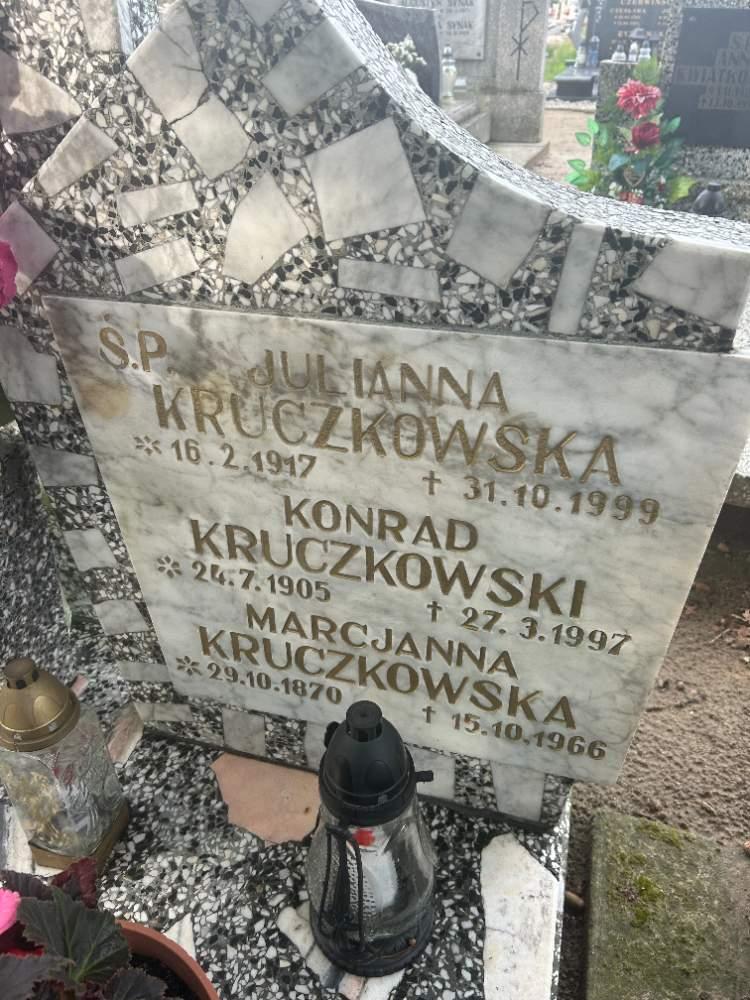 Ś.P. JULIANNA
KRUCZKOWSKA
* 16.2.1917 † 31.10.1999
KONRAD
KRUCZKOWSKI
* 24.7.1905 † 27.3.1997
MARCJANNA
KRUCZKOWSKA
* 29.10.1870 † 15.10.1966